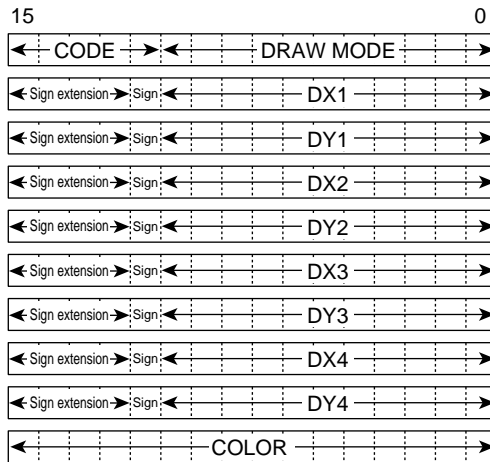 15 0
CODE DRAW MODE
Sign extension Sign DX1
Sign extension Sign DY1
Sign extension Sign DX2
Sign extension Sign DY2
Sign extension Sign DX3
Sign extension Sign DY3
Sign extension Sign DX4
Sign extension Sign DY4
COLOR